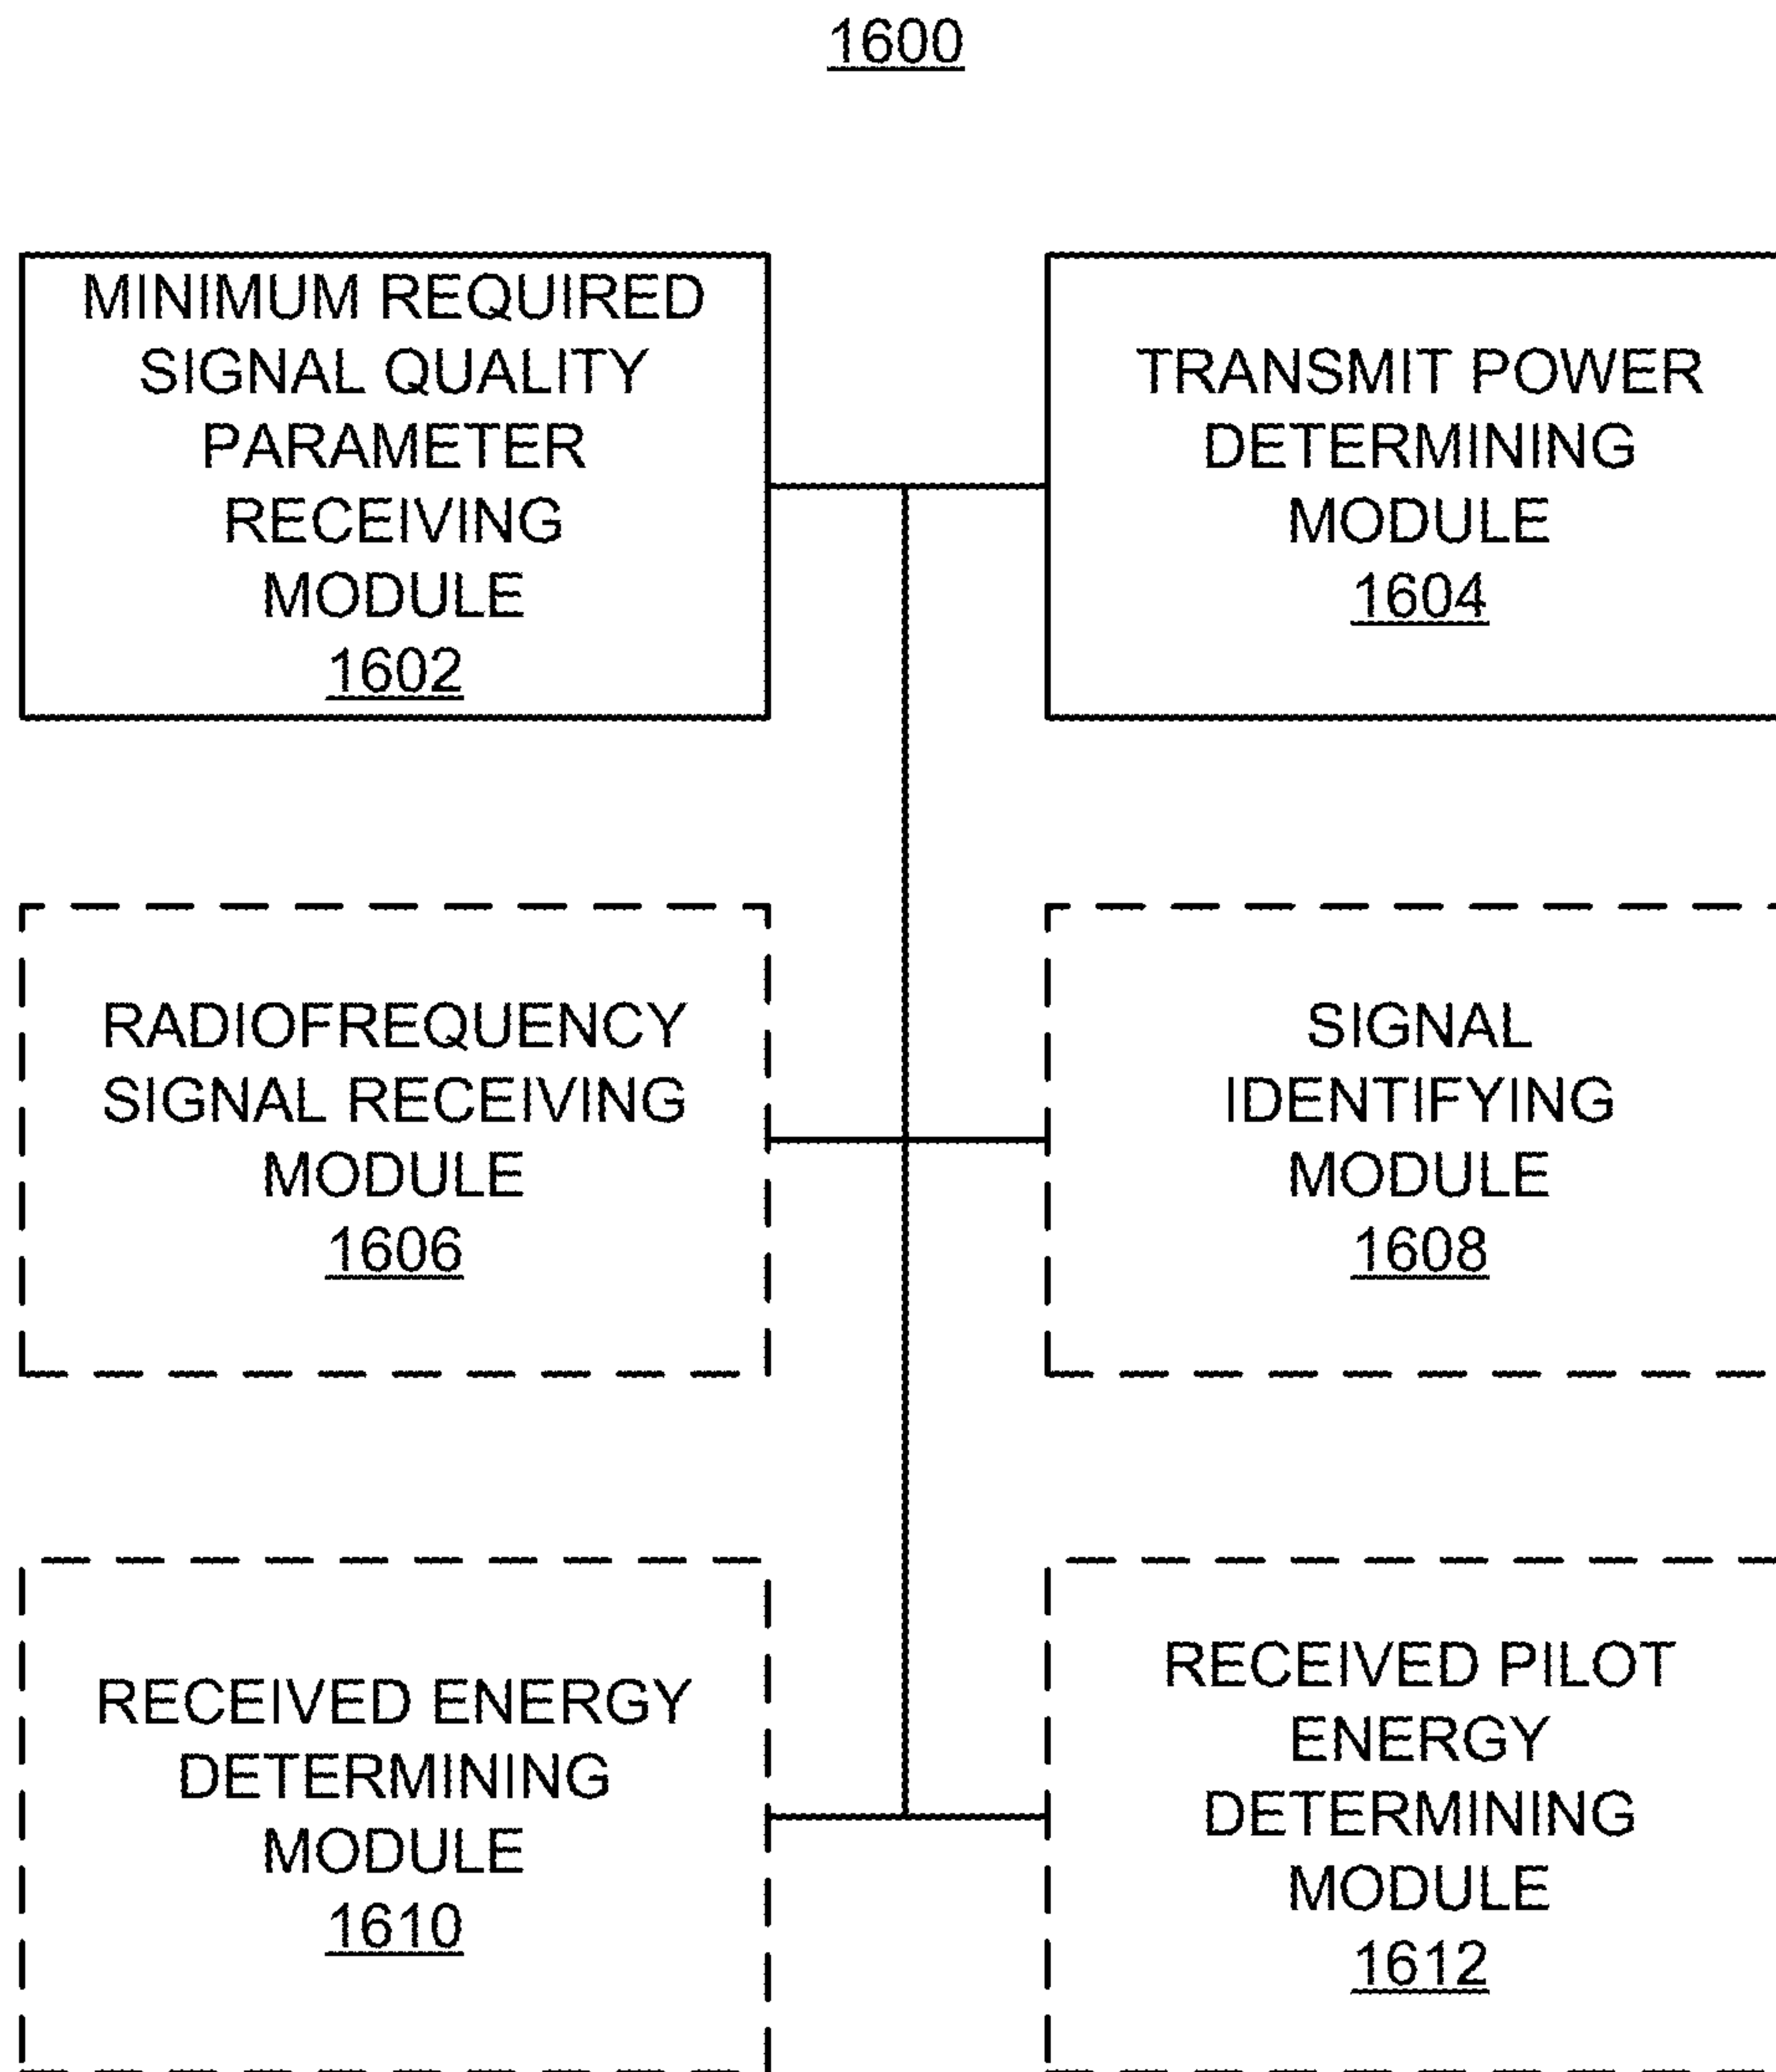 1600
MINIMUM REQUIRED
SIGNAL QUALITY
PARAMETER
RECEIVING
MODULE
1602
TRANSMIT POWER
DETERMINING
MODULE
1604
RADIOFREQUENCY
SIGNAL RECEIVING
MODULE
1606
SIGNAL
IDENTIFYING
MODULE
1608
RECEIVED ENERGY
DETERMINING
MODULE
1610
RECEIVED PILOT
ENERGY
DETERMINING
MODULE
1612